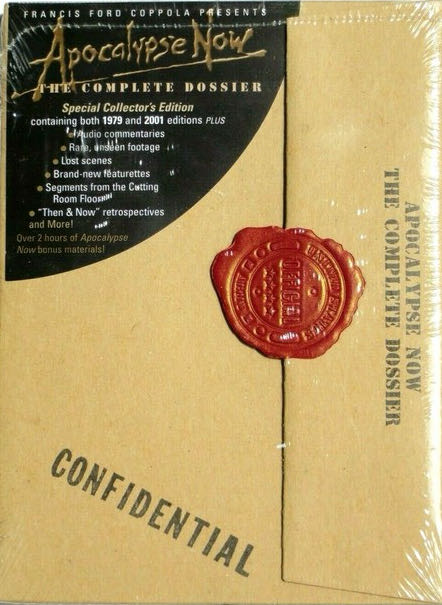 FRANCIS FORD COPPOLA PRESENTS
Apocalypse Now
THE COMPLETE DOSSIER
Special Collector's Edition
containing both 1979 and 2001 editions PLUS
• Audio commentaries
• Rare, unseen footage
• Lost scenes
• Brand-new featurettes
• Segments from the Cutting
Room Floor
• "Then & Now" retrospectives
and More!
Over 2 hours of Apocalypse
Now bonus materials!
APOCALYPSE NOW
THE COMPLETE DOSSIER
OFFICIAL
CONFIDENTIAL